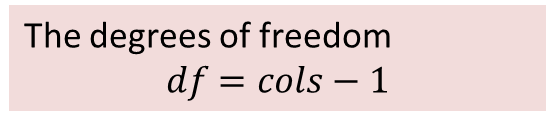 The degrees of freedom
df = cols − 1